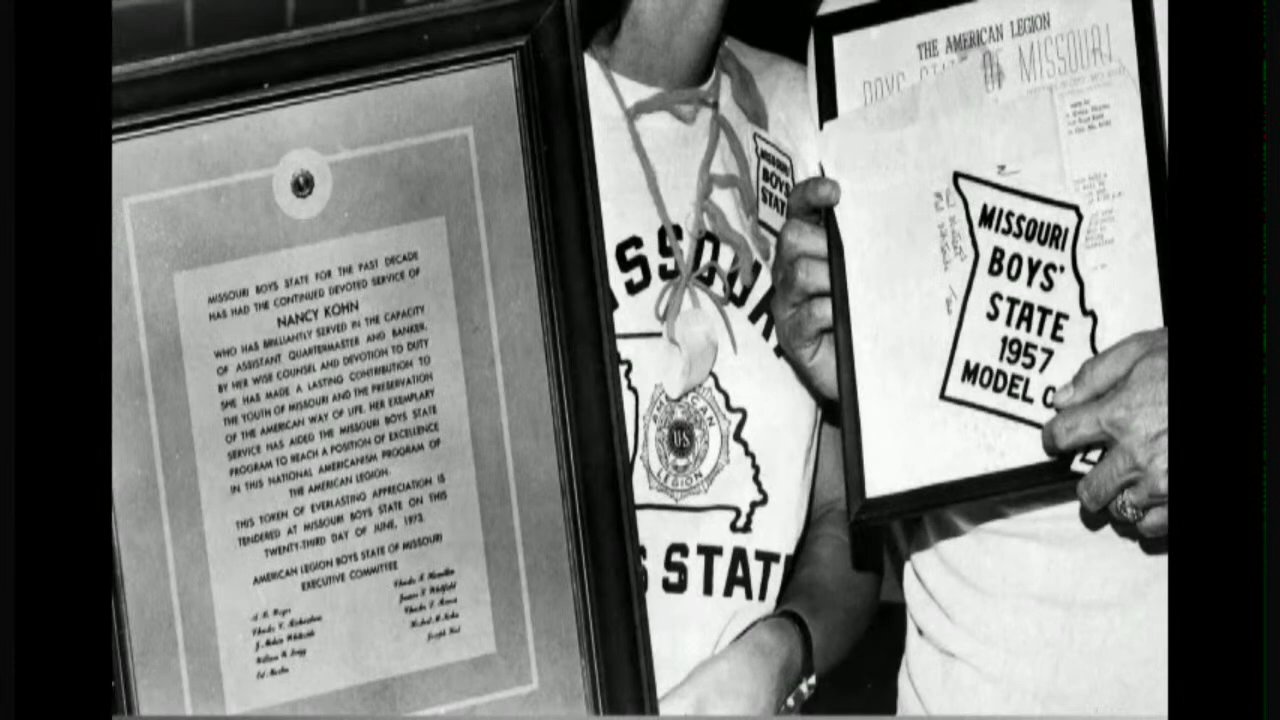 MISSOURI BOYS STATE FOR THE PAST DECADE
HAS HAD THE CONTINUED DEVOTED SERVICE OF
NANCY KOHN
WHO HAS BRILLIANTLY SERVED IN THE CAPACITY
OF ASSISTANT QUARTERMASTER AND BANKER.
BY HER WISE COUNSEL AND DEVOTION TO DUTY
SHE HAS MADE A LASTING CONTRIBUTION TO
THE YOUTH OF MISSOURI AND THE PRESERVATION
OF THE AMERICAN WAY OF LIFE. HER EXEMPLARY
SERVICE HAS AIDED THE MISSOURI BOYS STATE
PROGRAM TO REACH A POSITION OF EXCELLENCE
IN THIS NATIONAL AMERICANISM PROGRAM OF
THE AMERICAN LEGION.
THIS TOKEN OF EVERLASTING APPRECIATION IS
TENDERED AT MISSOURI BOYS STATE ON THIS
TWENTY-THIRD DAY OF JUNE, 1973.
AMERICAN LEGION BOYS STATE OF MISSOURI
EXECUTIVE COMMITTEE
MISSOURI
BOYS
STAT
SSOUR
AMERICAN
US
LEGION
S STATE
THE AMERICAN LEGION
BOYS STATE OF MISSOURI
MISSOURI
BOYS'
STATE
1957
MODEL C